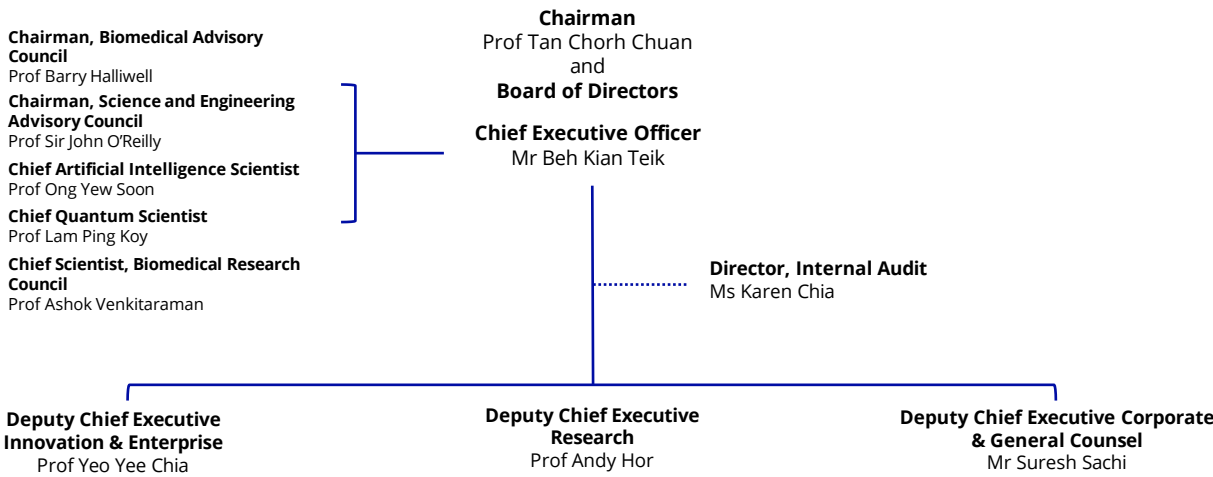 Chairman
Prof Tan Chorh Chuan
and
Board of Directors
Chief Executive Officer
Mr Beh Kian Teik
Chairman, Biomedical Advisory
Council
Prof Barry Halliwell
Chairman, Science and Engineering
Advisory Council
Prof Sir John O’Reilly
Chief Artificial Intelligence Scientist
Prof Ong Yew Soon
Chief Quantum Scientist
Prof Lam Ping Koy
Chief Scientist, Biomedical Research
Council
Prof Ashok Venkitaraman
Director, Internal Audit
Ms Karen Chia
Deputy Chief Executive
Innovation & Enterprise
Prof Yeo Yee Chia
Deputy Chief Executive
Research
Prof Andy Hor
Deputy Chief Executive Corporate
& General Counsel
Mr Suresh Sachi